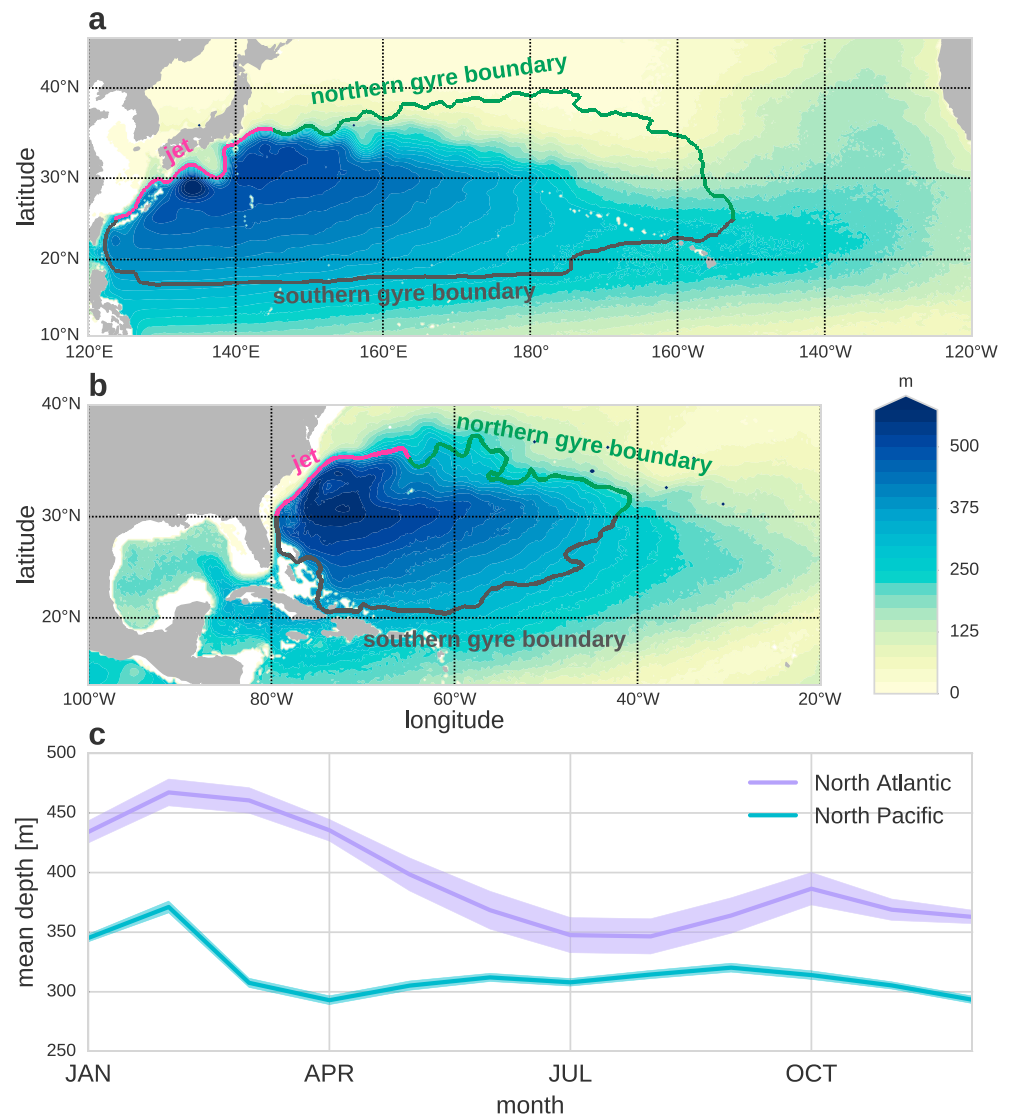 a
northern gyre boundary
jet
southern gyre boundary
latitude
40°N
30°N
20°N
10°N
120°E
140°E
160°E
180°
160°W
140°W
120°W
b
northern gyre boundary
jet
southern gyre boundary
latitude
40°N
30°N
20°N
100°W
80°W
60°W
40°W
20°W
longitude
m
500
375
250
125
0
c
500
450
400
350
300
250
mean depth [m]
North Atlantic
North Pacific
JAN
APR
JUL
OCT
month